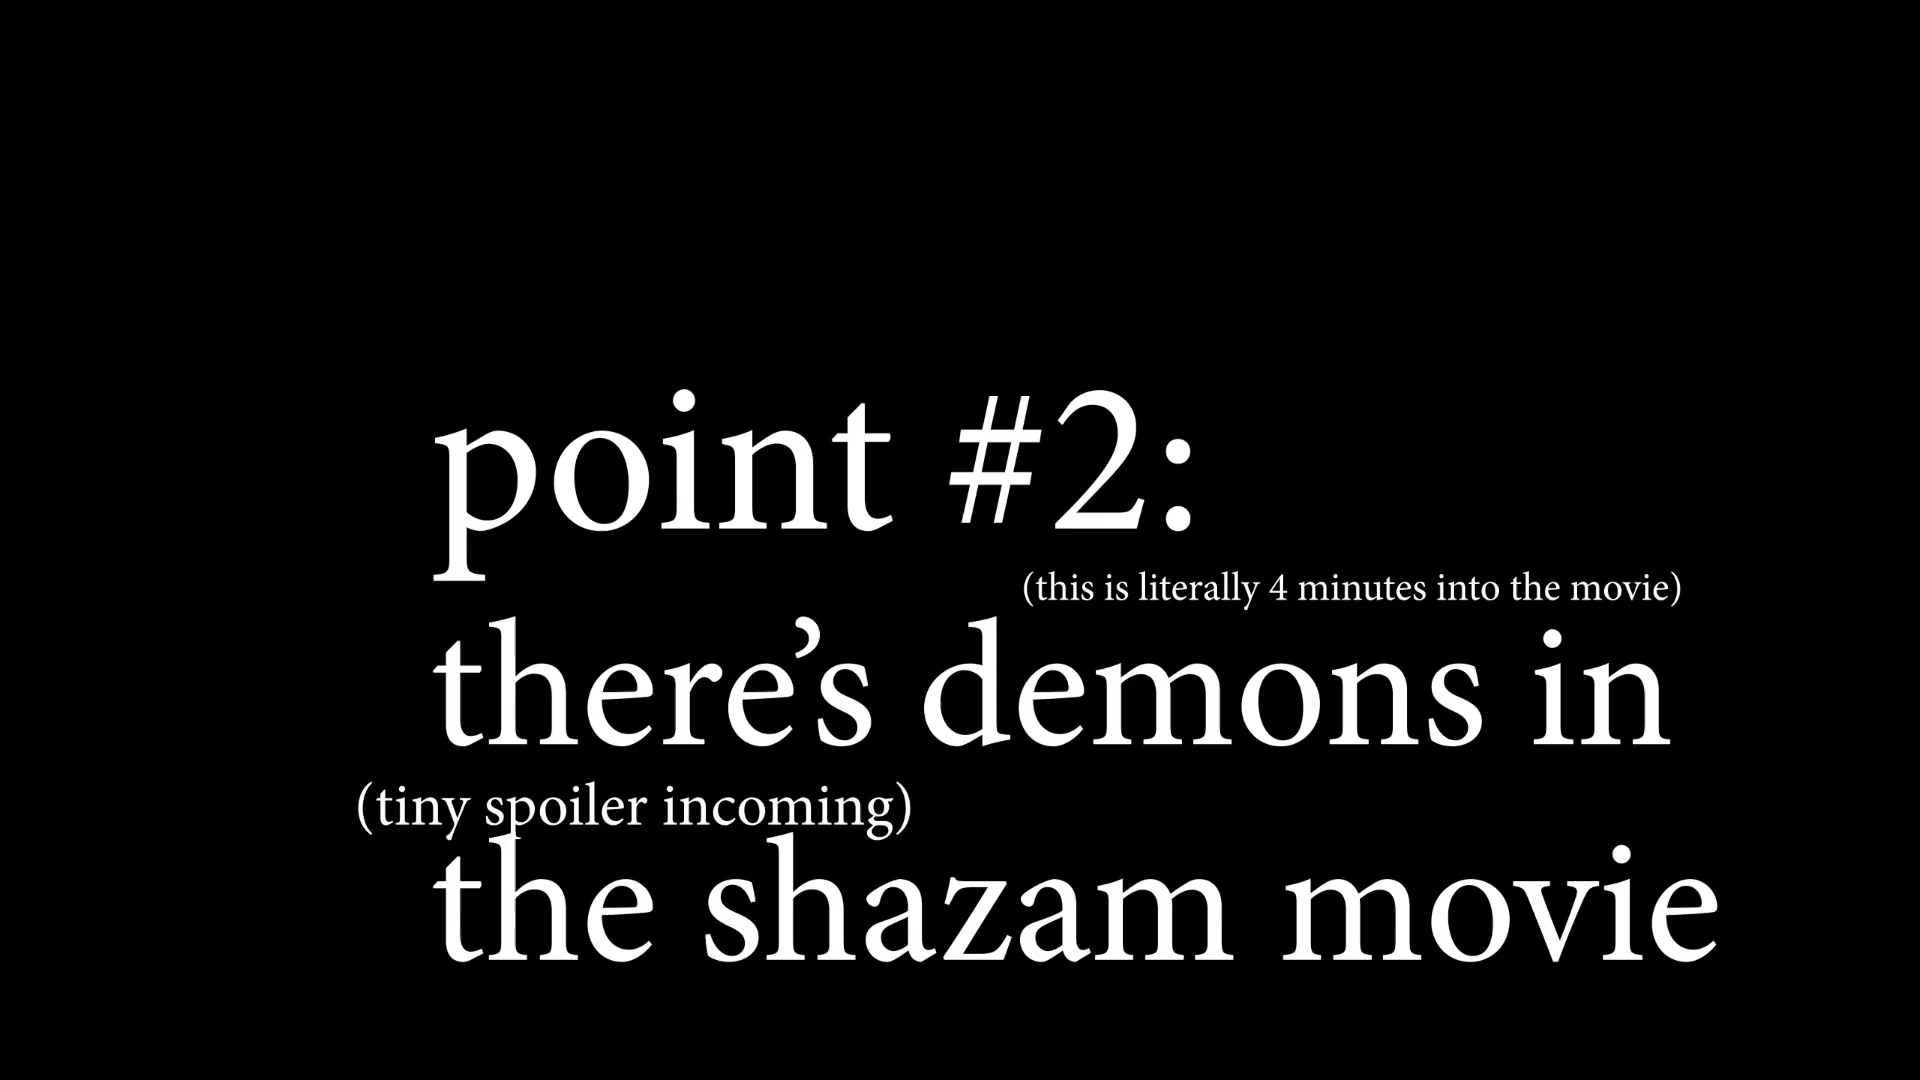 point #2:
(this is literally 4 minutes into the movie)
there’s demons in
(tiny spoiler incoming)
the shazam movie